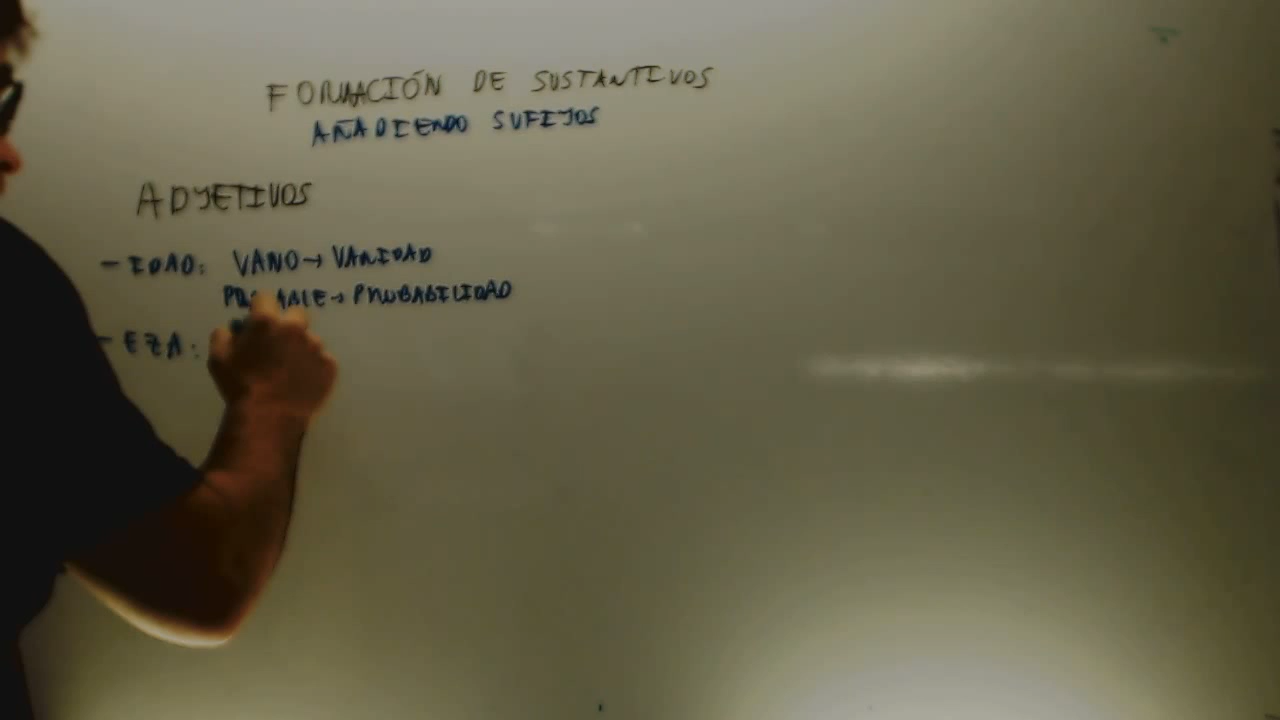 FORMACIÓN DE SUSTANTIVOS
AÑADIENDO SUFIJOS
ADJETIVOS
- IDAD: VANO → VANIDAD
→ PROBABILIDAD
- EZA: